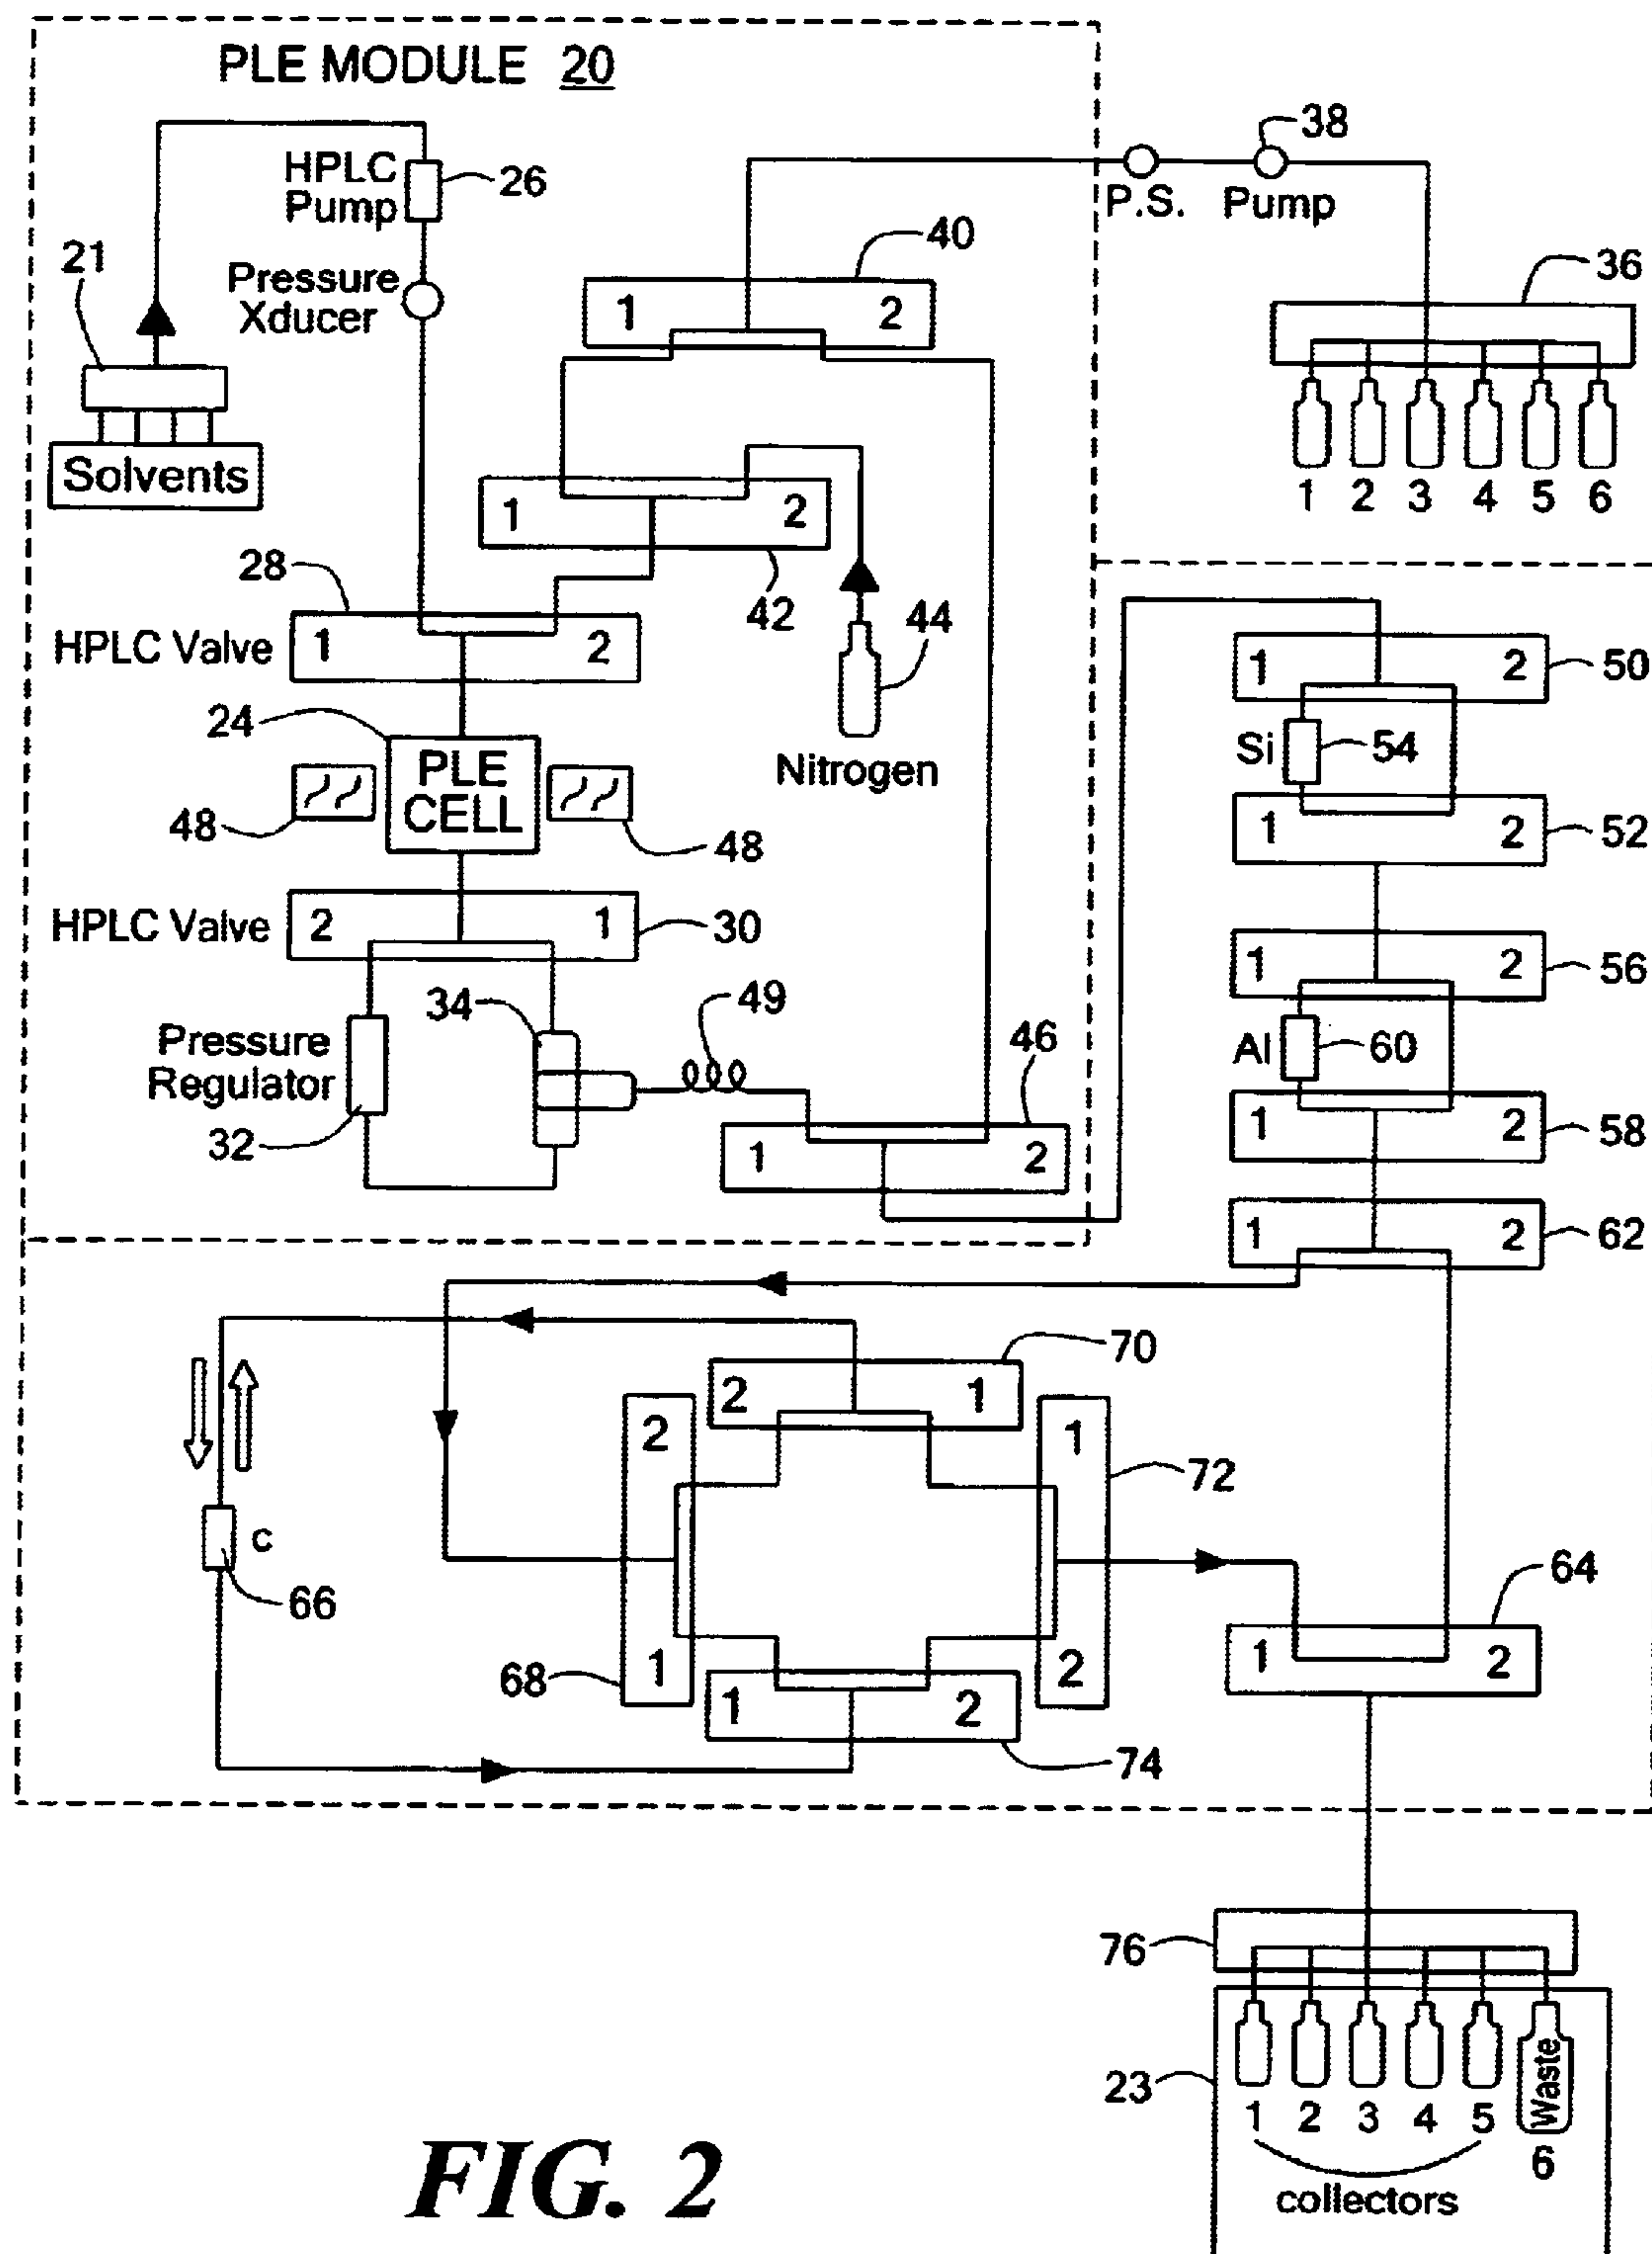 PLE MODULE 20
38
HPLC
Pump
26
P.S.
Pump
40
21
Pressure
Xducer
36
1
2
Solvents
1
2
1 2 3 4 5 6
28
42
44
HPLC Valve
1
2
1
2
50
24
PLE
CELL
Nitrogen
Si
54
48
48
1
2
52
HPLC Valve
2
1
30
1
2
56
34
49
46
Pressure
Regulator
Al
60
32
1
2
1
2
58
1
2
62
70
2
1
2
1
72
C
66
64
68
1
2
1
2
1
2
74
76
23
Waste
1 2 3 4 5
6
collectors
FIG. 2